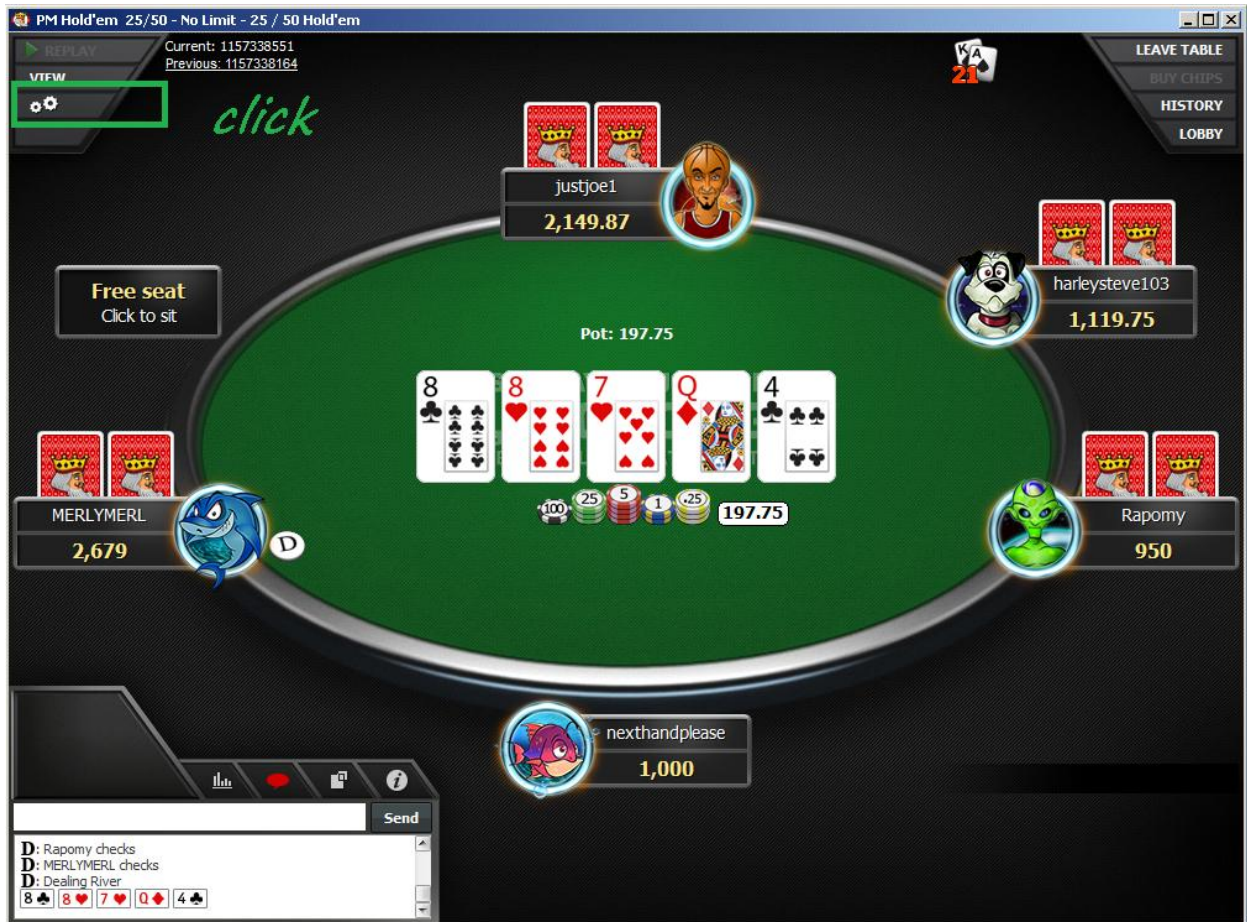 PM Hold'em 25/50 - No Limit - 25 / 50 Hold'em
REPLAY
VIEW
Current: 1157338551
Previous: 1157338164
click
K A
21
LEAVE TABLE
BUY CHIPS
HISTORY
LOBBY
justjoe1
2,149.87
harleysteve103
1,119.75
Free seat
Click to sit
Pot: 197.75
8 8 7 Q 4
100 25 5 1 .25 197.75
MERLYMERL
2,679
D
Rapomy
950
nexthandplease
1,000
i
Send
D: Rapomy checks
D: MERLYMERL checks
D: Dealing River
8♣ 8♥ 7♥ Q♦ 4♣